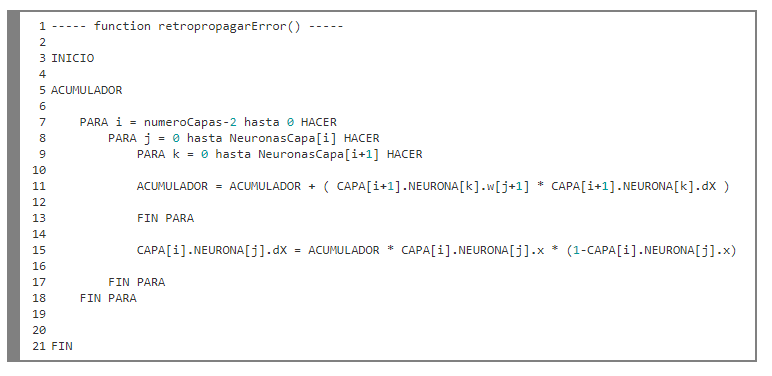 1 ----- function retropropagarError() -----
2
3 INICIO
4
5 ACUMULADOR
6
7     PARA i = numeroCapas-2 hasta 0 HACER
8         PARA j = 0 hasta NeuronasCapa[i] HACER
9             PARA k = 0 hasta NeuronasCapa[i+1] HACER
10
11             ACUMULADOR = ACUMULADOR + ( CAPA[i+1].NEURONA[k].w[j+1] * CAPA[i+1].NEURONA[k].dX )
12
13             FIN PARA
14
15             CAPA[i].NEURONA[j].dX = ACUMULADOR * CAPA[i].NEURONA[j].x * (1-CAPA[i].NEURONA[j].x)
16
17         FIN PARA
18     FIN PARA
19
20
21 FIN